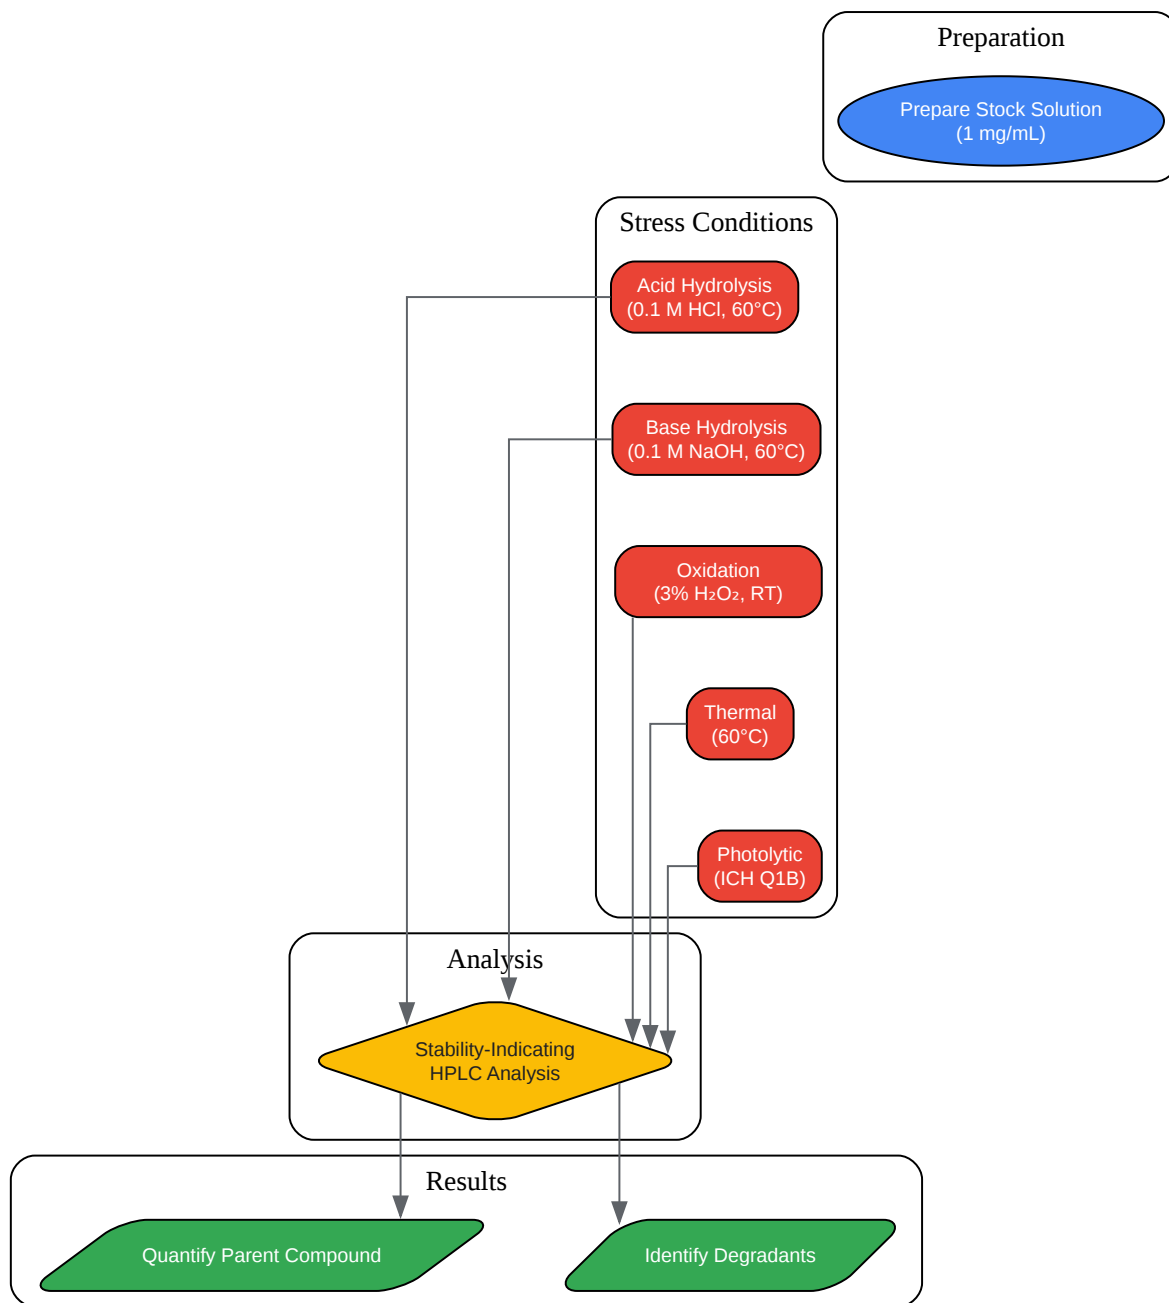 Preparation
Prepare Stock Solution
(1 mg/mL)
Stress Conditions
Acid Hydrolysis
(0.1 M HCl, 60°C)
Base Hydrolysis
(0.1 M NaOH, 60°C)
Oxidation
(3% H₂O₂, RT)
Thermal
(60°C)
Photolytic
(ICH Q1B)
Analysis
Stability-Indicating
HPLC Analysis
Results
Quantify Parent Compound
Identify Degradants